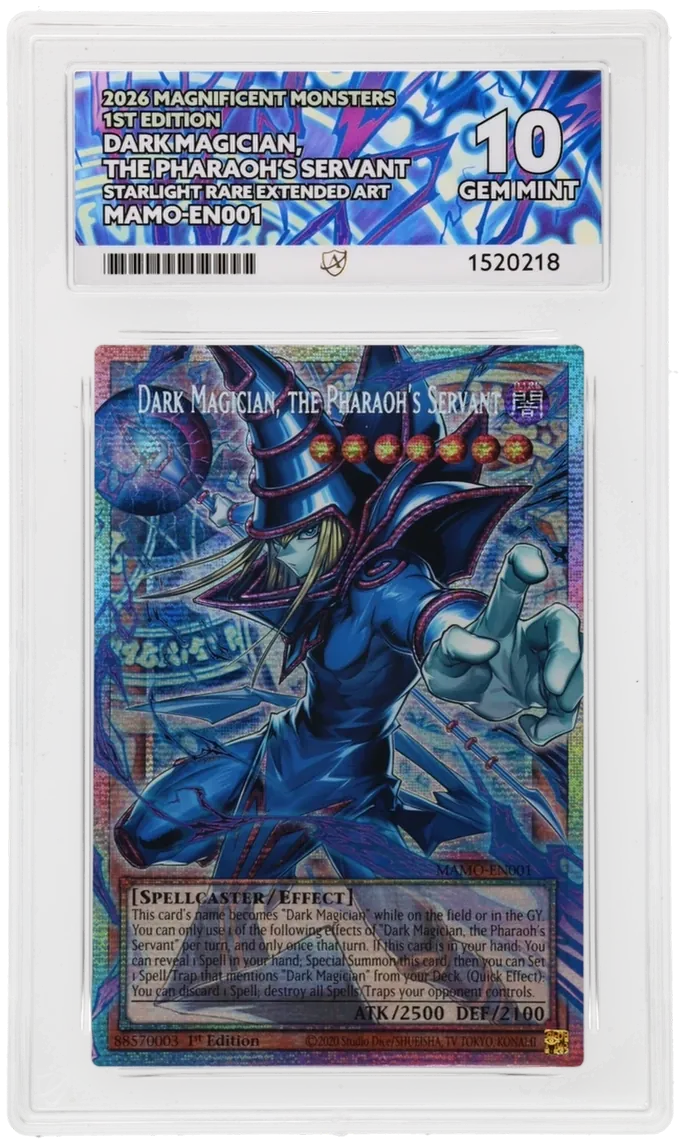 2026 MAGNIFICENT MONSTERS
1ST EDITION
DARK MAGICIAN,
THE PHARAOH'S SERVANT
STARLIGHT RARE EXTENDED ART
MAMO-EN001
10
GEM MINT
1520218
DARK MAGICIAN, THE PHARAOH'S SERVANT
DARK
闇
MAMO-EN001
[SPELLCASTER/EFFECT]
This card's name becomes "Dark Magician" while on the field or in the GY.
You can only use 1 of the following effects of "Dark Magician, the Pharaoh's
Servant" per turn, and only once that turn. If this card is in your hand: You
can reveal 1 Spell in your hand; Special Summon this card, then you can Set
1 Spell/Trap that mentions "Dark Magician" from your Deck. (Quick Effect):
You can discard 1 Spell; destroy all Spells/Traps your opponent controls.
ATK/2500 DEF/2100
88570003 1st Edition
©2020 Studio Dice/SHUEISHA, TV TOKYO, KONAMI